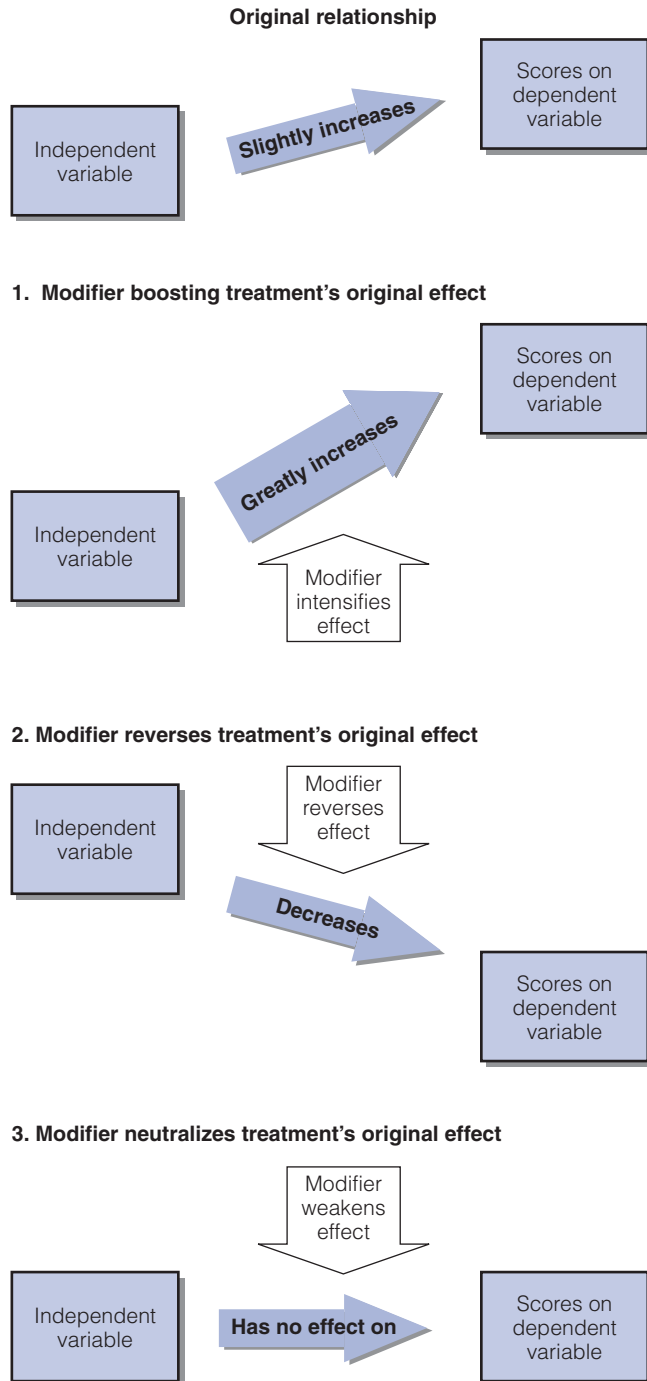 Original relationship
Independent
variable
Slightly increases
Scores on
dependent
variable
1. Modifier boosting treatment’s original effect
Independent
variable
Greatly increases
Scores on
dependent
variable
Modifier
intensifies
effect
2. Modifier reverses treatment’s original effect
Independent
variable
Modifier
reverses
effect
Decreases
Scores on
dependent
variable
3. Modifier neutralizes treatment’s original effect
Modifier
weakens
effect
Independent
variable
Has no effect on
Scores on
dependent
variable